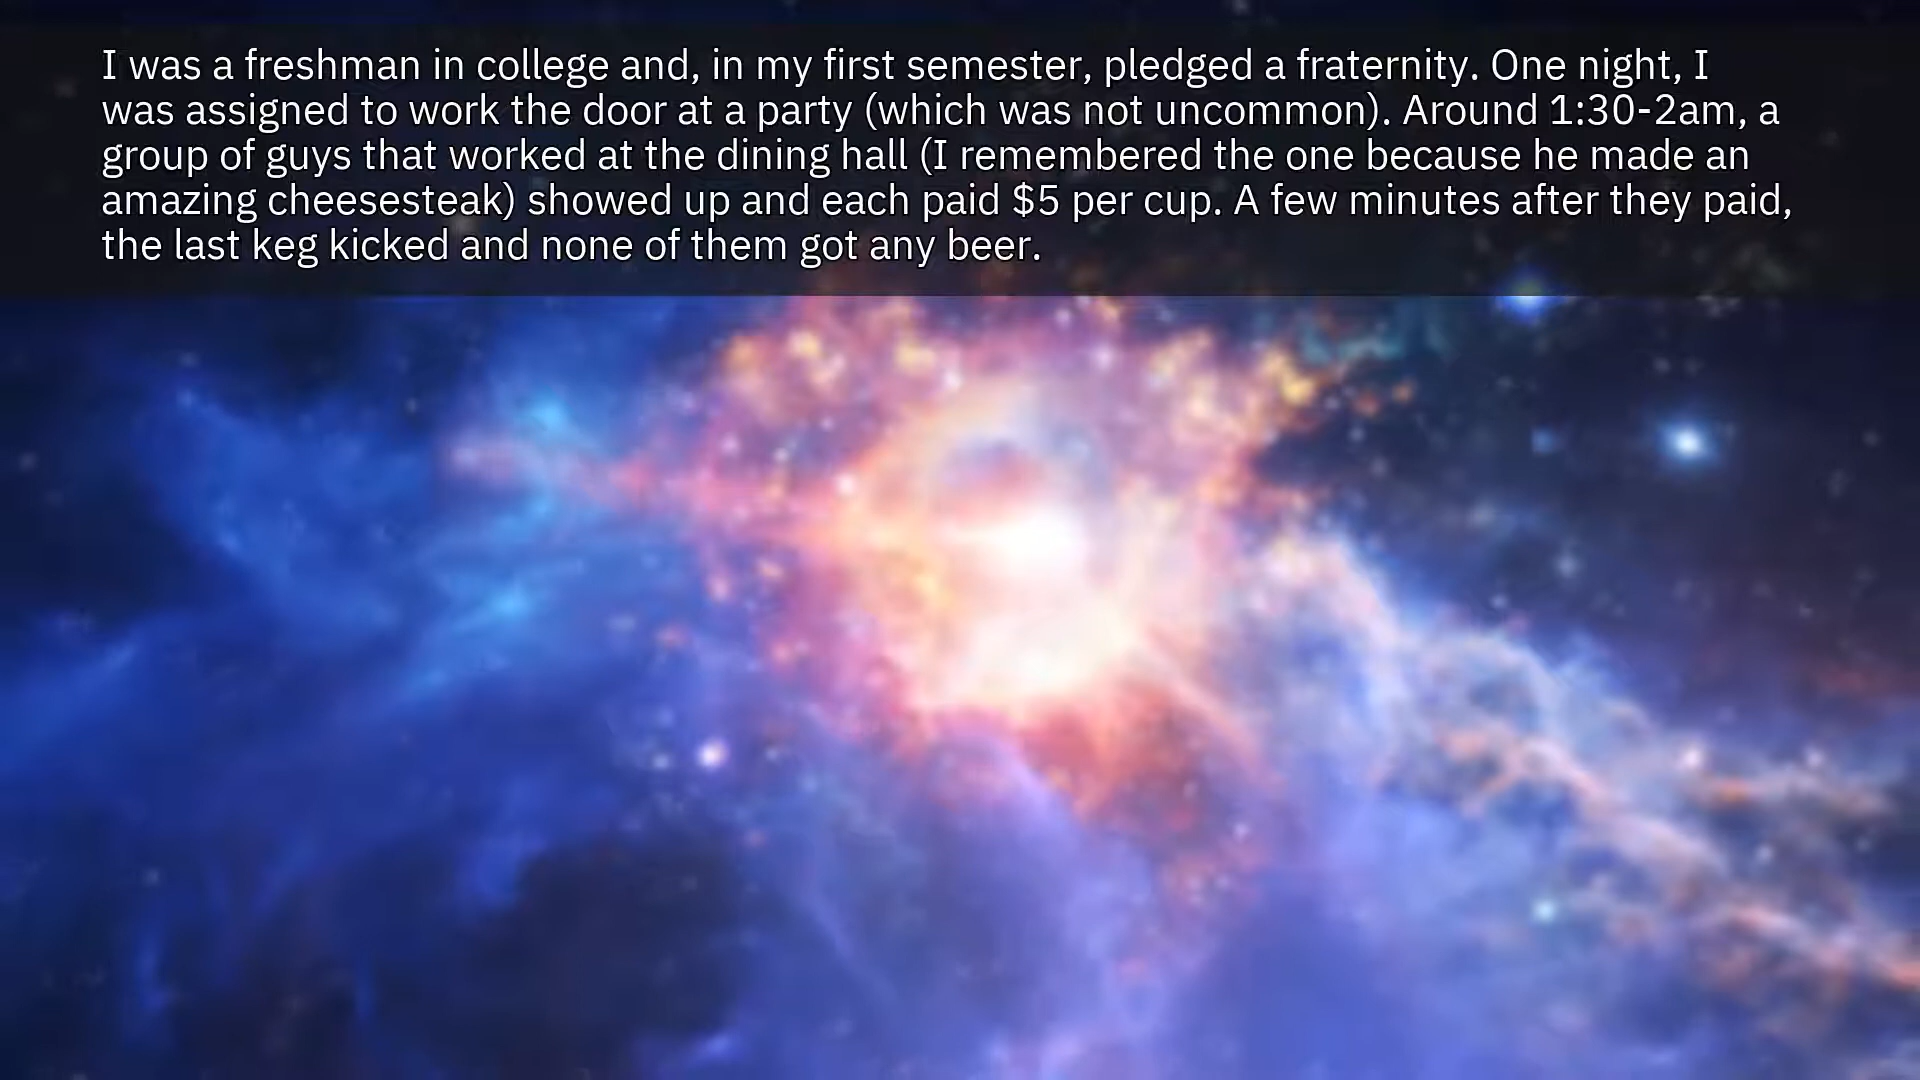 I was a freshman in college and, in my first semester, pledged a fraternity. One night, I
was assigned to work the door at a party (which was not uncommon). Around 1:30-2am, a
group of guys that worked at the dining hall (I remembered the one because he made an
amazing cheesesteak) showed up and each paid $5 per cup. A few minutes after they paid,
the last keg kicked and none of them got any beer.